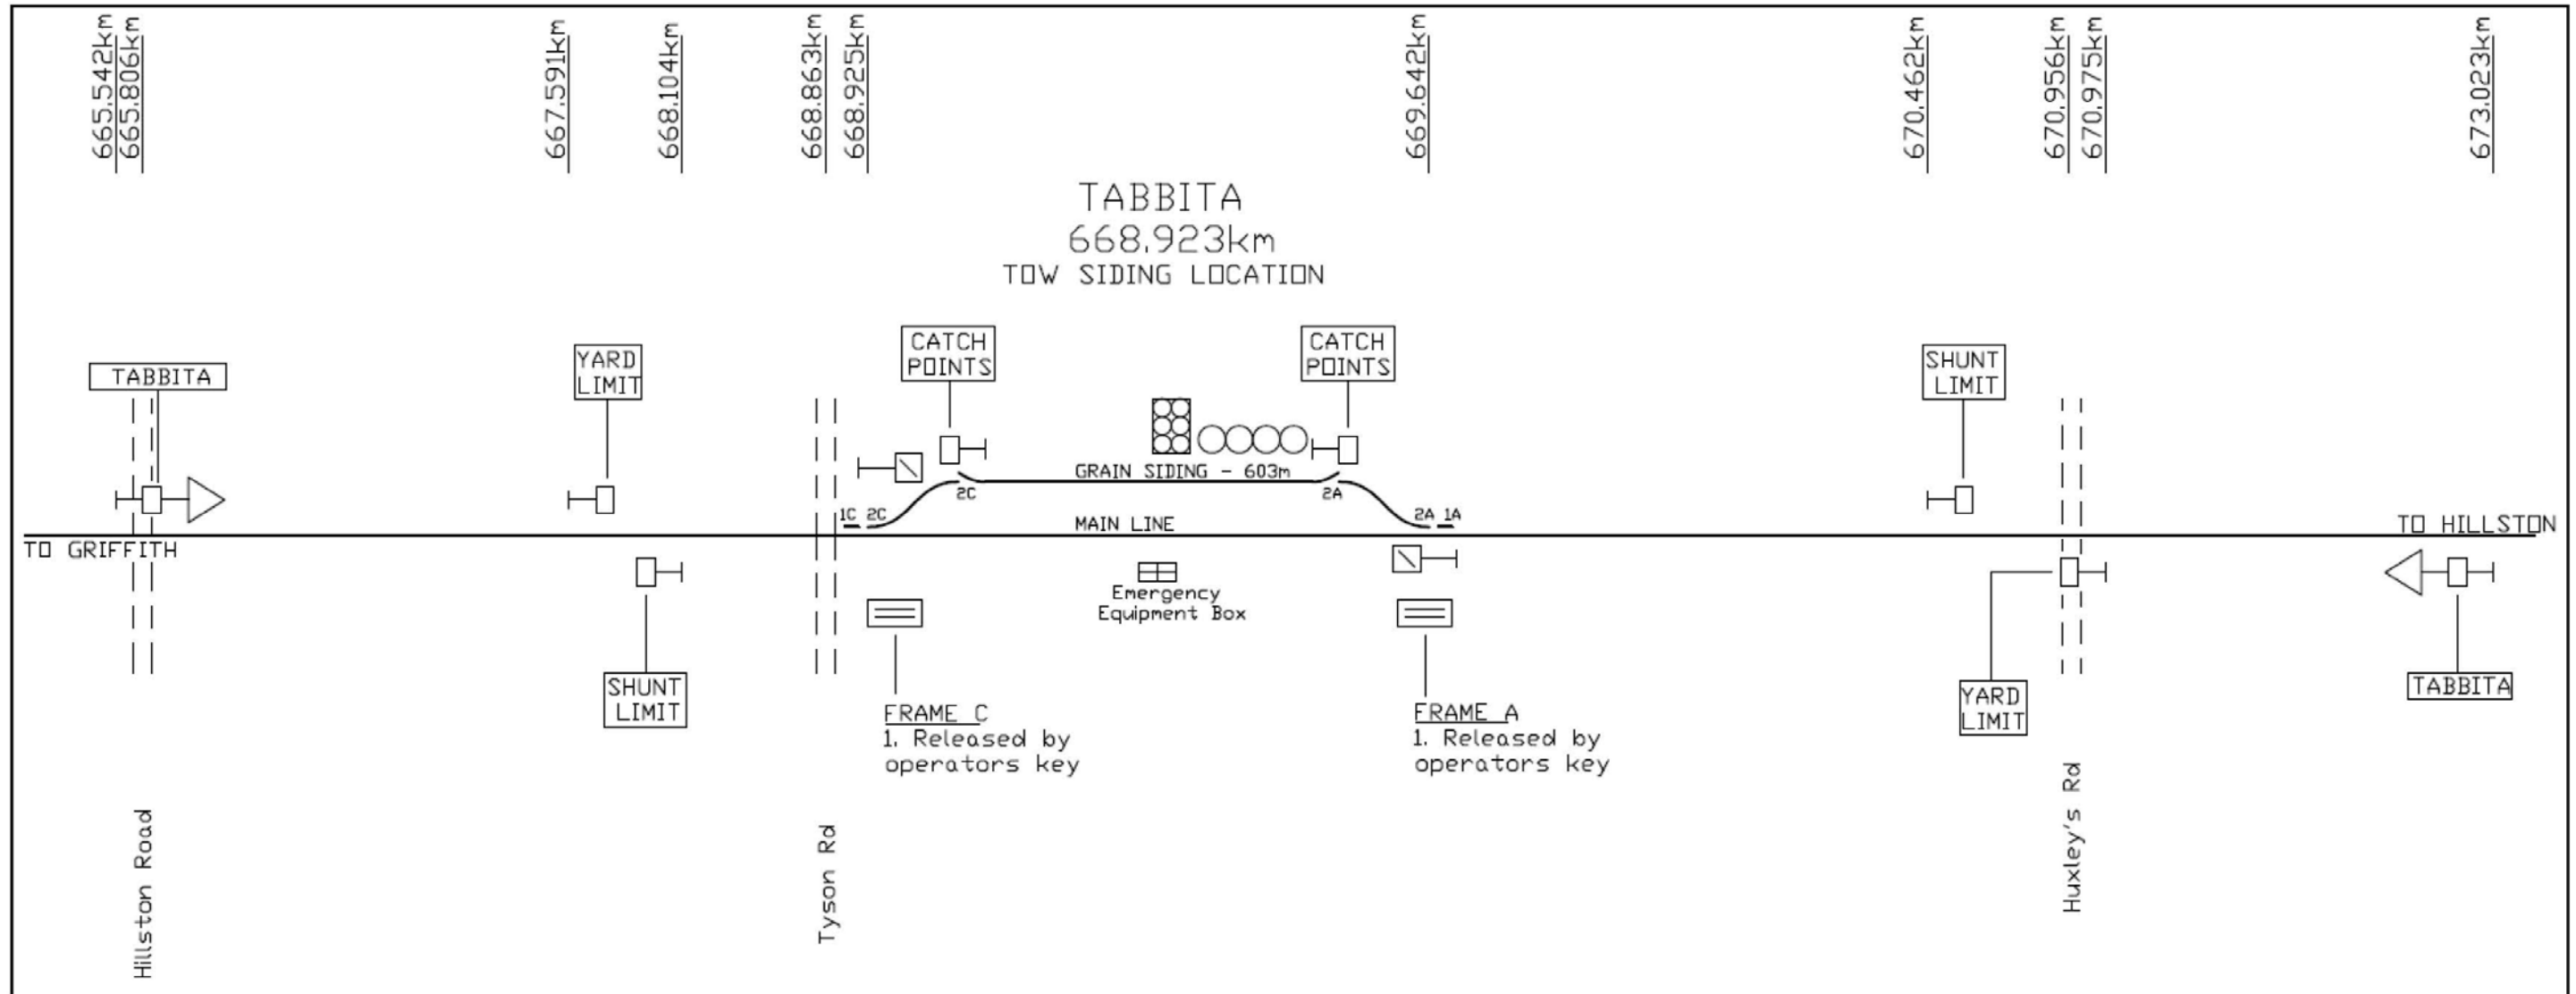 665.542km
665.806km
667.591km
668.104km
668.863km
668.925km
669.642km
670.462km
670.956km
670.975km
673.023km
TABBITA
668.923km
TOW SIDING LOCATION
TABBITA
YARD
LIMIT
CATCH
POINTS
CATCH
POINTS
SHUNT
LIMIT
GRAIN SIDING - 603m
2C
2A
1C 2C
MAIN LINE
2A 1A
TO HILLSTON
TO GRIFFITH
Emergency
Equipment Box
SHUNT
LIMIT
FRAME C
1. Released by
operators key
FRAME A
1. Released by
operators key
YARD
LIMIT
TABBITA
Hillston Road
Tyson Rd
Huxley's Rd